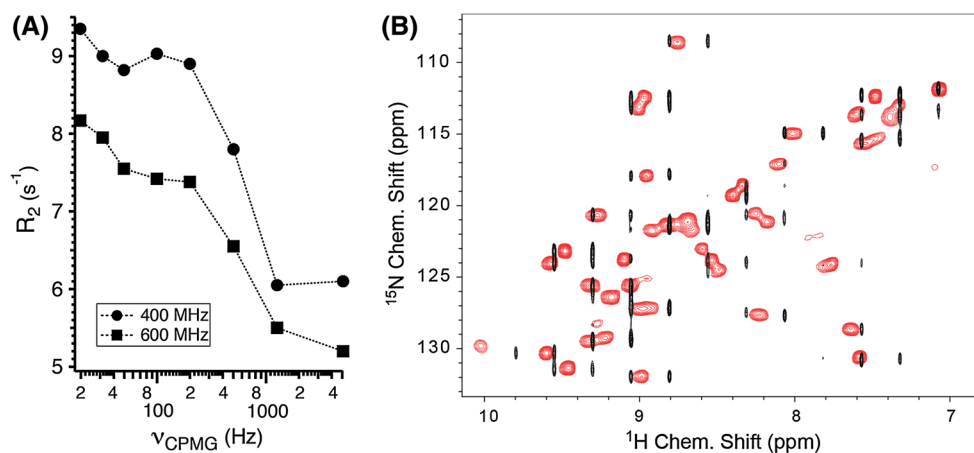 (A)
R2 (s-1)
9
8
7
6
5
400 MHz
600 MHz
2 4 6 8 2 4 6 8 2 4
100 1000
νCPMG (Hz)
(B)
15N Chem. Shift (ppm)
110
115
120
125
130
10 9 8 7
1H Chem. Shift (ppm)